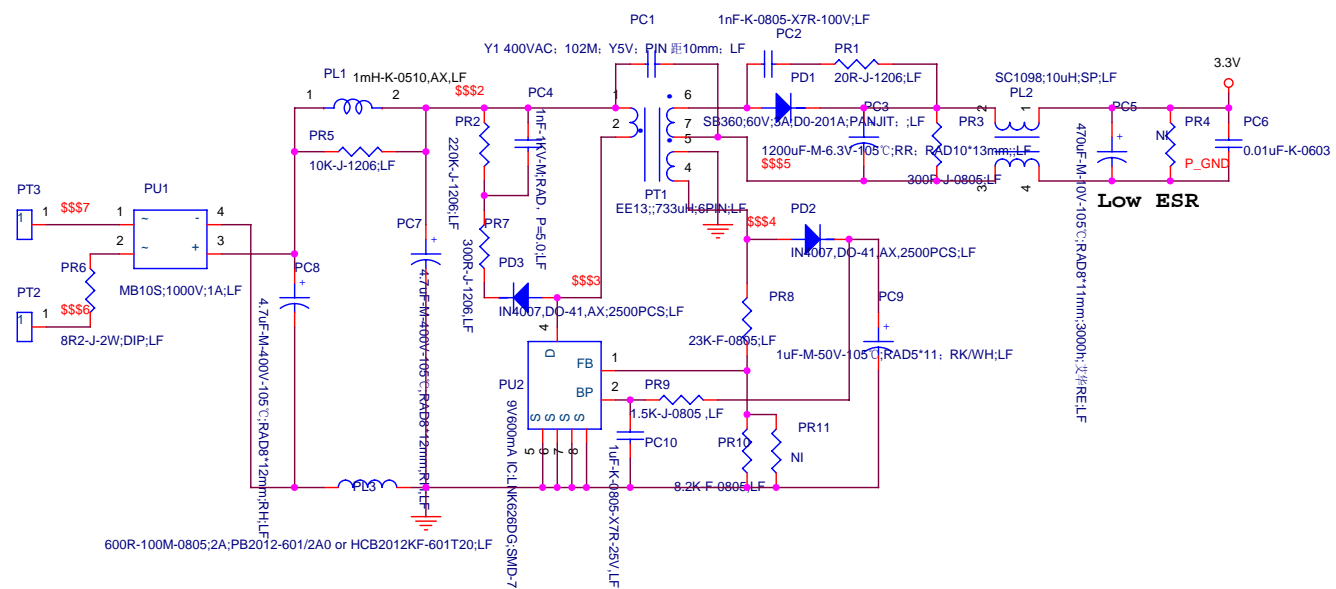 PC1
1nF-K-0805-X7R-100V;LF
PC2
Y1 400VAC；102M；Y5V；PIN 距10mm；LF
PR1
20R-J-1206;LF
3.3V
PL1
1mH-K-0510,AX,LF
1
2
$$$2
PC4
1nF-1KV-M;RAD，P=5.0;LF
PR2
220K-J-1206;LF
1
2
6
7
5
4
PT1
EE13;;733uH;6PIN;LF
PD1
SB360;60V;3A;D0-201A;PANJIT；;LF
PC3
1200uF-M-6.3V-105℃;RR；RAD10*13mm;;LF
$$$5
PR3
300R-J-0805;LF
SC1098;10uH;SP;LF
PL2
2
1
3
4
PC5
470uF-M-10V-105℃;RAD8*11mm;3000h;艾华RE;LF
PR4
NI
PC6
0.01uF-K-0603
P_GND
Low ESR
PR5
10K-J-1206;LF
PT3
1
1
$$$7
PU1
1
2
4
3
~
~
-
+
MB10S;1000V;1A;LF
PR6
PT2
1
1
$$$6
8R2-J-2W;DIP;LF
PC8
4.7uF-M-400V-105℃;RAD8*12mm;RH;LF
PC7
4.7uF-M-400V-105℃;RAD8*12mm;RH;LF
PR7
300R-J-1206,LF
PD3
IN4007,DO-41,AX;2500PCS;LF
$$$3
$$$4
PD2
IN4007,DO-41,AX,2500PCS;LF
PR8
23K-F-0805;LF
PC9
1uF-M-50V-105℃;RAD5*11；RK/WH;LF
4
D
FB
BP
1
2
PU2
S
S
S
S
5
6
7
8
9V600mA IC:LNK626DG;SMD-7
PR9
1.5K-J-0805 ,LF
PC10
1uF-K-0805-X7R-25V,LF
PR10
8.2K-F-0805,LF
PR11
NI
PL3
600R-100M-0805;2A;PB2012-601/2A0 or HCB2012KF-601T20;LF